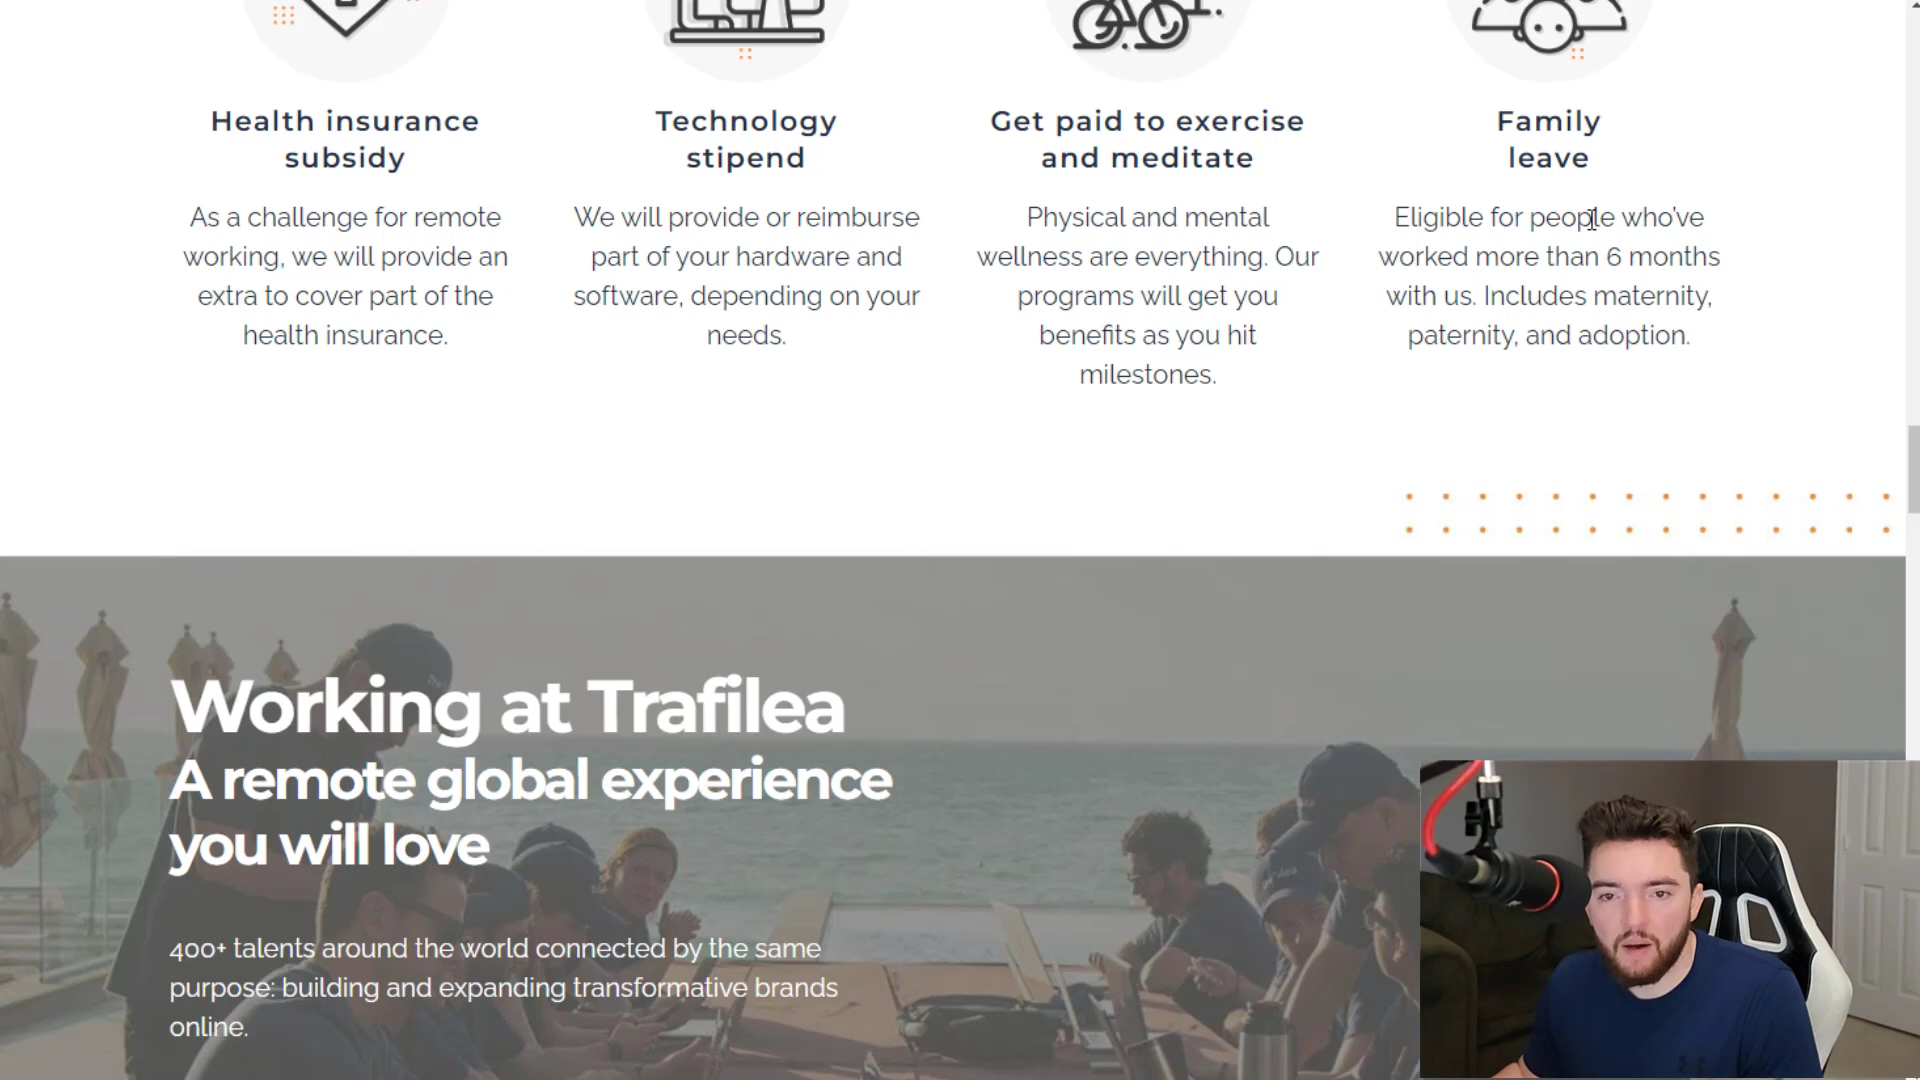 Health insurance
subsidy
As a challenge for remote
working, we will provide an
extra to cover part of the
health insurance.
Technology
stipend
We will provide or reimburse
part of your hardware and
software, depending on your
needs.
Get paid to exercise
and meditate
Physical and mental
wellness are everything. Our
programs will get you
benefits as you hit
milestones.
Family
leave
Eligible for people who've
worked more than 6 months
with us. Includes maternity,
paternity, and adoption.
Working at Trafilea
A remote global experience
you will love
400+ talents around the world connected by the same
purpose: building and expanding transformative brands
online.